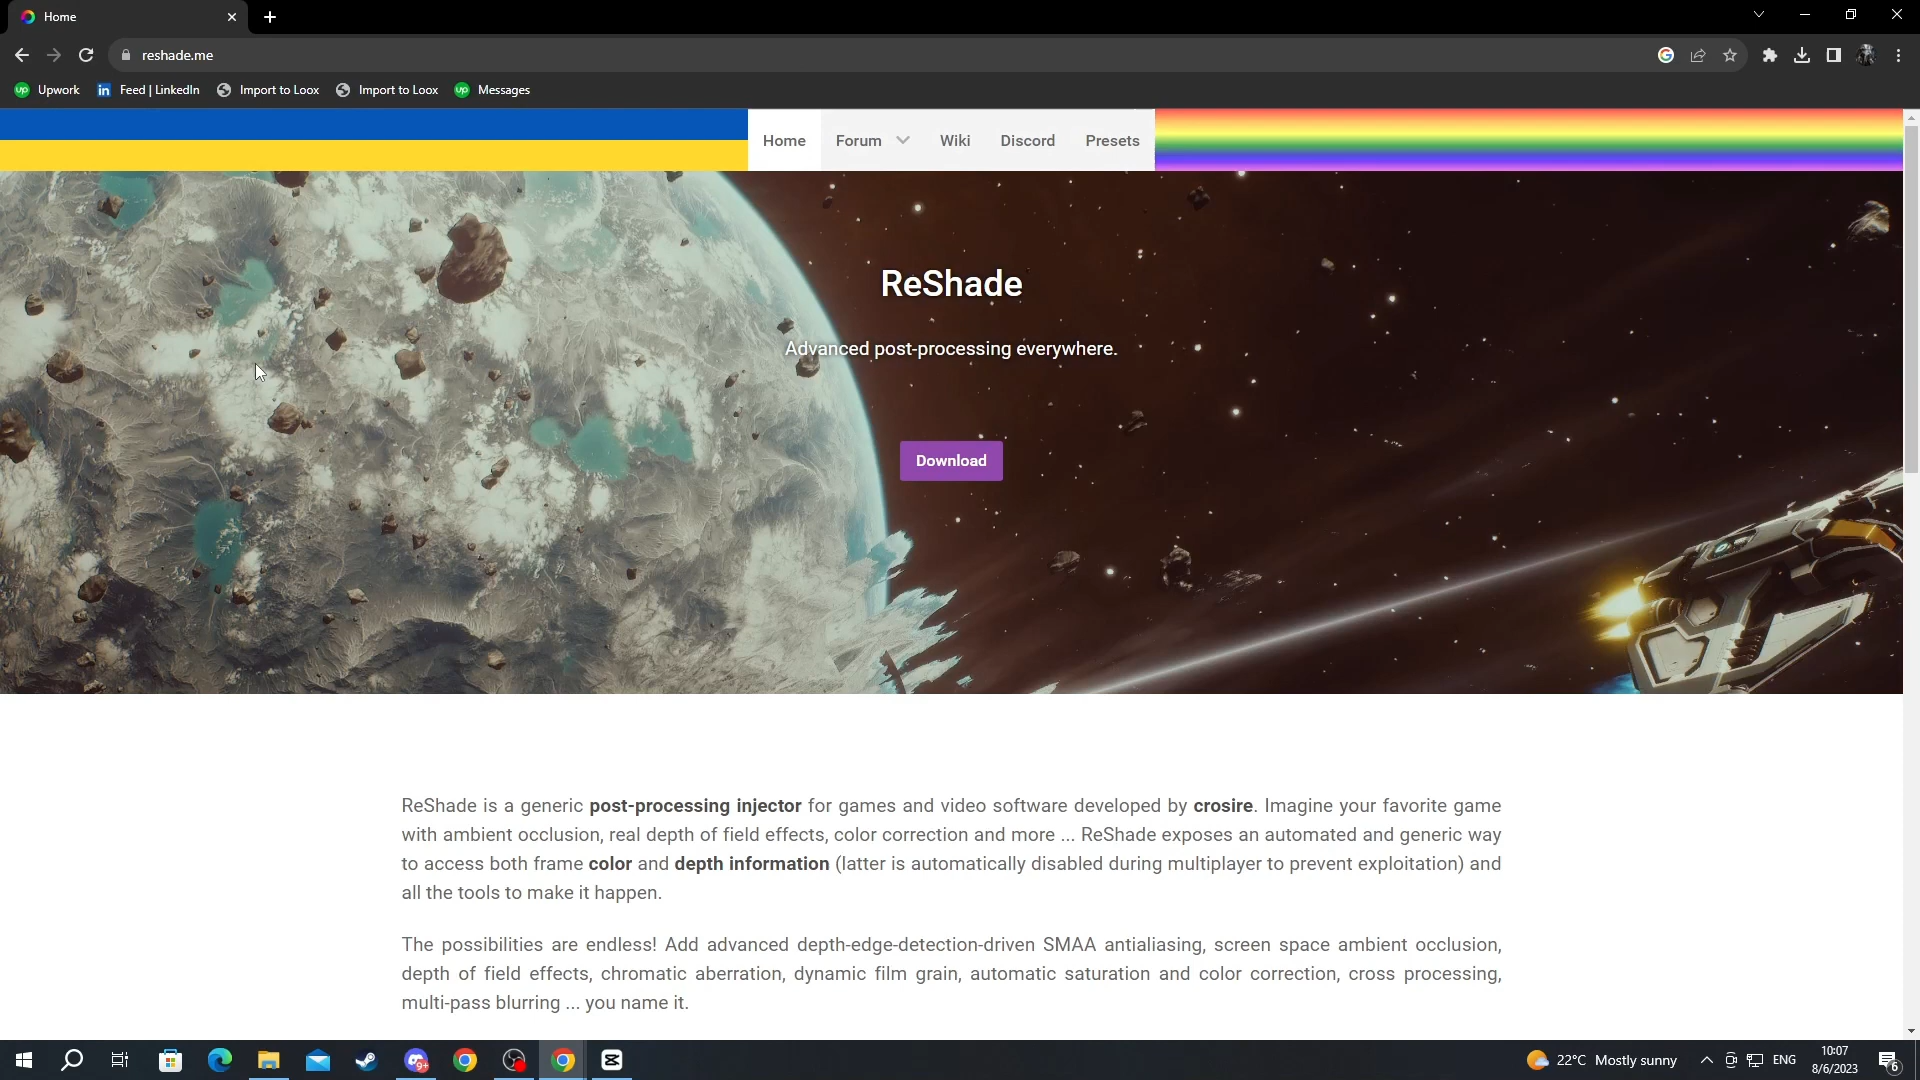 Home
reshade.me
up Upwork in Feed | LinkedIn Import to Loox Import to Loox up Messages
Home Forum Wiki Discord Presets
ReShade
Advanced post-processing everywhere.
Download
ReShade is a generic post-processing injector for games and video software developed by crosire. Imagine your favorite game
with ambient occlusion, real depth of field effects, color correction and more ... ReShade exposes an automated and generic way
to access both frame color and depth information (latter is automatically disabled during multiplayer to prevent exploitation) and
all the tools to make it happen.
The possibilities are endless! Add advanced depth-edge-detection-driven SMAA antialiasing, screen space ambient occlusion,
depth of field effects, chromatic aberration, dynamic film grain, automatic saturation and color correction, cross processing,
multi-pass blurring ... you name it.
9+
22°C Mostly sunny ENG
10:07
8/6/2023
6